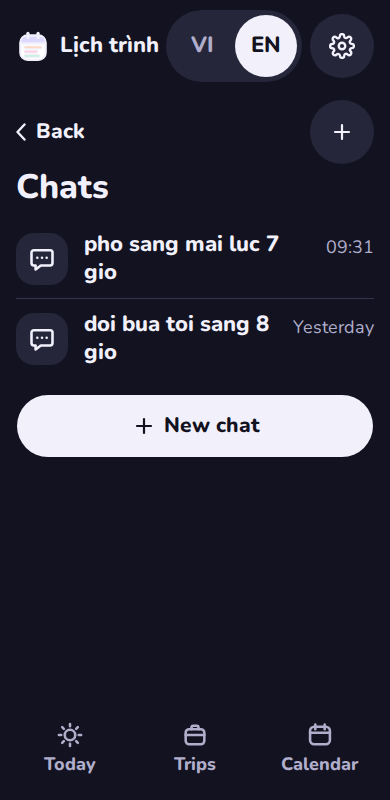 Lịch trình
VI
EN
Back
Chats
pho sang mai luc 7
gio
09:31
doi bua toi sang 8
gio
Yesterday
New chat
Today
Trips
Calendar